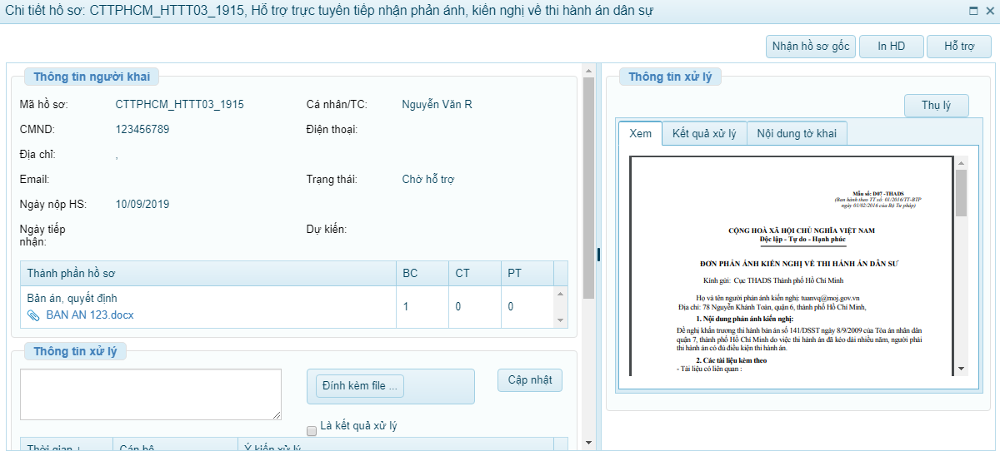 Chi tiết hồ sơ: CTTPHCM_HTTT03_1915, Hỗ trợ trực tuyến tiếp nhận phản ánh, kiến nghị về thi hành án dân sự
Nhận hồ sơ gốc In HD Hỗ trợ
Thông tin người khai
Mã hồ sơ: CTTPHCM_HTTT03_1915 Cá nhân/TC: Nguyễn Văn R
CMND: 123456789 Điện thoại:
Địa chỉ: ,
Email: Trạng thái: Chờ hỗ trợ
Ngày nộp HS: 10/09/2019
Ngày tiếp nhận: Dự kiến:
Thành phần hồ sơ BC CT PT
Bản án, quyết định 1 0 0
BAN AN 123.docx
Thông tin xử lý
Đính kèm file ... Cập nhật
Là kết quả xử lý
Thời gian ↓ Cán bộ Ý kiến xử lý
Thông tin xử lý
Thụ lý
Xem Kết quả xử lý Nội dung tờ khai
Mẫu số: D07 -THADS
(Ban hành theo TT số: 01/2016/TT-BTP
ngày 01/02/2016 của Bộ Tư pháp)
CỘNG HOÀ XÃ HỘI CHỦ NGHĨA VIỆT NAM
Độc lập - Tự do - Hạnh phúc
ĐƠN PHẢN ÁNH KIẾN NGHỊ VỀ THI HÀNH ÁN DÂN SỰ
Kính gửi: Cục THADS Thành phố Hồ Chí Minh
Họ và tên người phản ánh kiến nghị: tuanvq@moj.gov.vn
Địa chỉ: 78 Nguyễn Khánh Toàn, quận 6, thành phố Hồ Chí Minh,
1. Nội dung phản ánh kiến nghị:
Đề nghị khẩn trương thi hành bản án số 141/DSST ngày 8/9/2009 của Tòa án nhân dân
quận 7, thành phố Hồ Chí Minh do việc thi hành án đã kéo dài nhiều năm, người phải
thi hành án có đủ điều kiện thi hành án.
2. Các tài liệu kèm theo
- Tài liệu có liên quan :